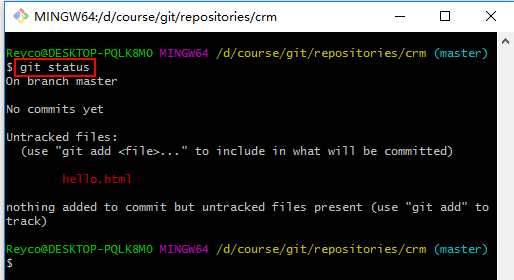 MINGW64:/d/course/git/repositories/crm
Reyco@DESKTOP-PQLK8MO MINGW64 /d/course/git/repositories/crm (master)
$ git status
On branch master
No commits yet
Untracked files:
(use "git add <file>..." to include in what will be committed)
hello.html
nothing added to commit but untracked files present (use "git add" to
track)
Reyco@DESKTOP-PQLK8MO MINGW64 /d/course/git/repositories/crm (master)
$